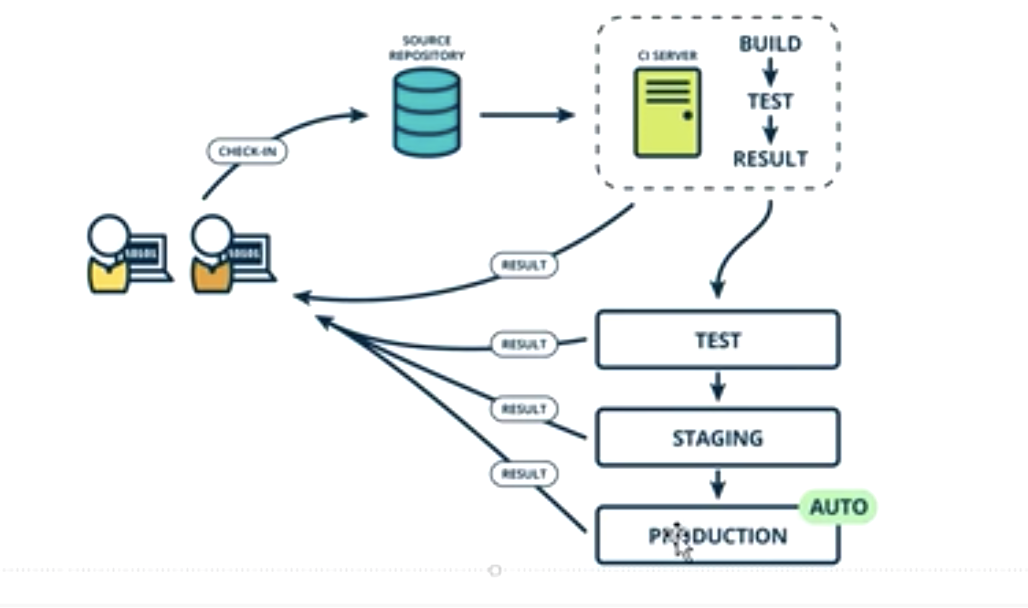 SOURCE
REPOSITORY
CI SERVER
BUILD
TEST
RESULT
CHECK-IN
RESULT
RESULT
TEST
RESULT
STAGING
RESULT
AUTO
PRODUCTION